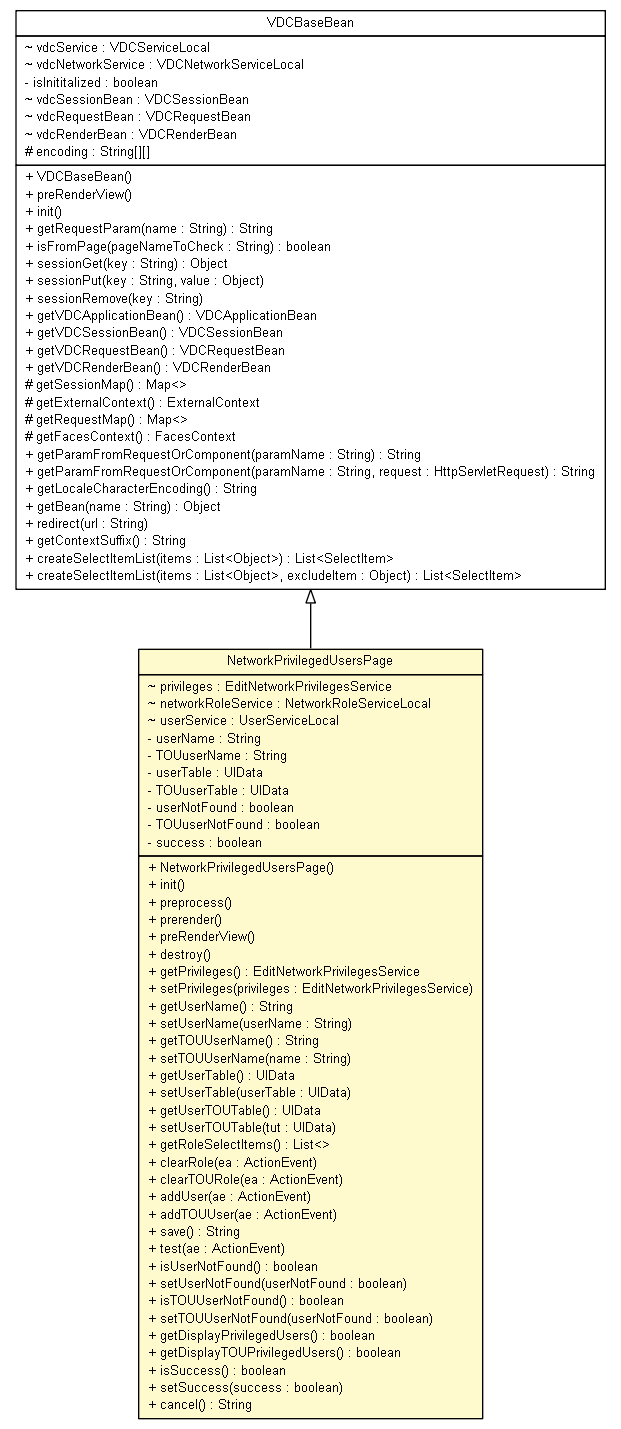 VDCBaseBean
~ vdcService : VDCServiceLocal
~ vdcNetworkService : VDCNetworkServiceLocal
- isInititalized : boolean
~ vdcSessionBean : VDCSessionBean
~ vdcRequestBean : VDCRequestBean
~ vdcRenderBean : VDCRenderBean
# encoding : String[][]
+ VDCBaseBean()
+ preRenderView()
+ init()
+ getRequestParam(name : String) : String
+ isFromPage(pageNameToCheck : String) : boolean
+ sessionGet(key : String) : Object
+ sessionPut(key : String, value : Object)
+ sessionRemove(key : String)
+ getVDCApplicationBean() : VDCApplicationBean
+ getVDCSessionBean() : VDCSessionBean
+ getVDCRequestBean() : VDCRequestBean
+ getVDCRenderBean() : VDCRenderBean
# getSessionMap() : Map<>
# getExternalContext() : ExternalContext
# getRequestMap() : Map<>
# getFacesContext() : FacesContext
+ getParamFromRequestOrComponent(paramName : String) : String
+ getParamFromRequestOrComponent(paramName : String, request : HttpServletRequest) : String
+ getLocaleCharacterEncoding() : String
+ getBean(name : String) : Object
+ redirect(url : String)
+ getContextSuffix() : String
+ createSelectItemList(items : List<Object>) : List<SelectItem>
+ createSelectItemList(items : List<Object>, excludeItem : Object) : List<SelectItem>
NetworkPrivilegedUsersPage
~ privileges : EditNetworkPrivilegesService
~ networkRoleService : NetworkRoleServiceLocal
~ userService : UserServiceLocal
- userName : String
- TOUuserName : String
- userTable : UIData
- TOUuserTable : UIData
- userNotFound : boolean
- TOUuserNotFound : boolean
- success : boolean
+ NetworkPrivilegedUsersPage()
+ init()
+ preprocess()
+ prerender()
+ preRenderView()
+ destroy()
+ getPrivileges() : EditNetworkPrivilegesService
+ setPrivileges(privileges : EditNetworkPrivilegesService)
+ getUserName() : String
+ setUserName(userName : String)
+ getTOUUserName() : String
+ setTOUUserName(name : String)
+ getUserTable() : UIData
+ setUserTable(userTable : UIData)
+ getUserTOUTable() : UIData
+ setUserTOUTable(tut : UIData)
+ getRoleSelectItems() : List<>
+ clearRole(ea : ActionEvent)
+ clearTOURole(ea : ActionEvent)
+ addUser(ae : ActionEvent)
+ addTOUUser(ae : ActionEvent)
+ save() : String
+ test(ae : ActionEvent)
+ isUserNotFound() : boolean
+ setUserNotFound(userNotFound : boolean)
+ isTOUUserNotFound() : boolean
+ setTOUUserNotFound(userNotFound : boolean)
+ getDisplayPrivilegedUsers() : boolean
+ getDisplayTOUPrivilegedUsers() : boolean
+ isSuccess() : boolean
+ setSuccess(success : boolean)
+ cancel() : String